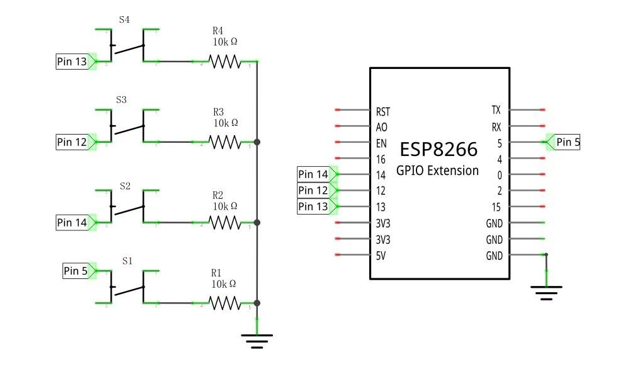 S4
R4
10k Ω
Pin 13
S3
R3
10k Ω
Pin 12
S2
R2
10k Ω
Pin 14
S1
R1
10k Ω
Pin 5
ESP8266
GPIO Extension
RST
AO
EN
16
14
12
13
3V3
3V3
5V
TX
RX
5
4
0
2
15
GND
GND
GND
Pin 14
Pin 12
Pin 13
Pin 5